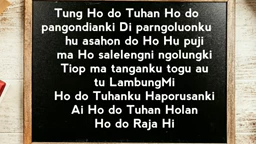 Tung Ho do Tuhan Ho do
pangondianki Di parngoluonku
hu asahon do Ho Hu puji
ma Ho salelengni ngolungki
Tiop ma tanganku togu au
tu LambungMi
Ho do Tuhanku Haporusanki
Ai Ho do Tuhan Holan
Ho do Raja Hi